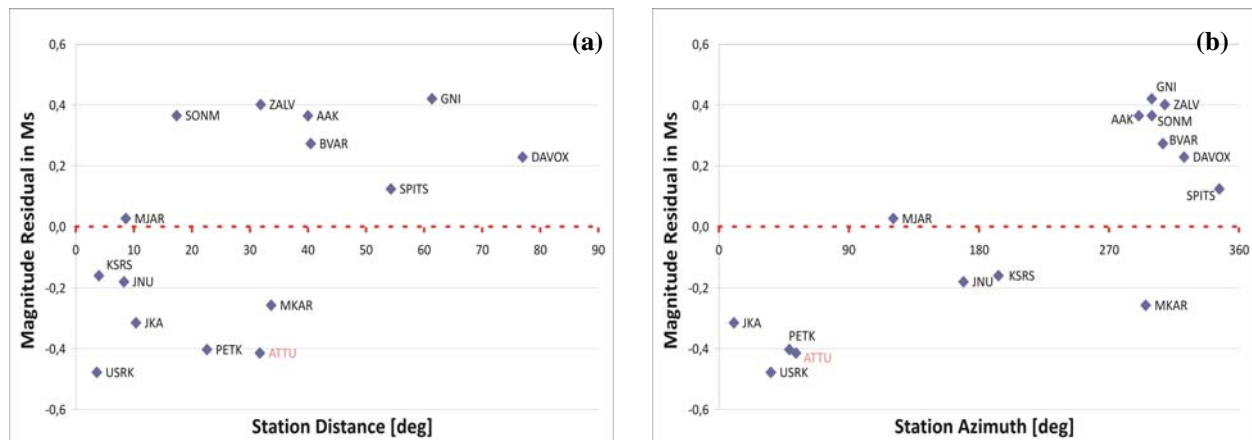 (a)
Magnitude Residual in Ms
0,6
0,4
0,2
0,0
-0,2
-0,4
-0,6
0 10 20 30 40 50 60 70 80 90
GNI
ZALV
SONM
AAK
BVAR
DAVOX
SPITS
MJAR
KSRS
JNU
MKAR
JKA
PETK
ATTU
USRK
Station Distance [deg]
(b)
Magnitude Residual in Ms
0,6
0,4
0,2
0,0
-0,2
-0,4
-0,6
0 90 180 270 360
GNI
ZALV
AAK
SONM
BVAR
DAVOX
SPITS
MJAR
KSRS
JNU
MKAR
JKA
PETK
ATTU
USRK
Station Azimuth [deg]